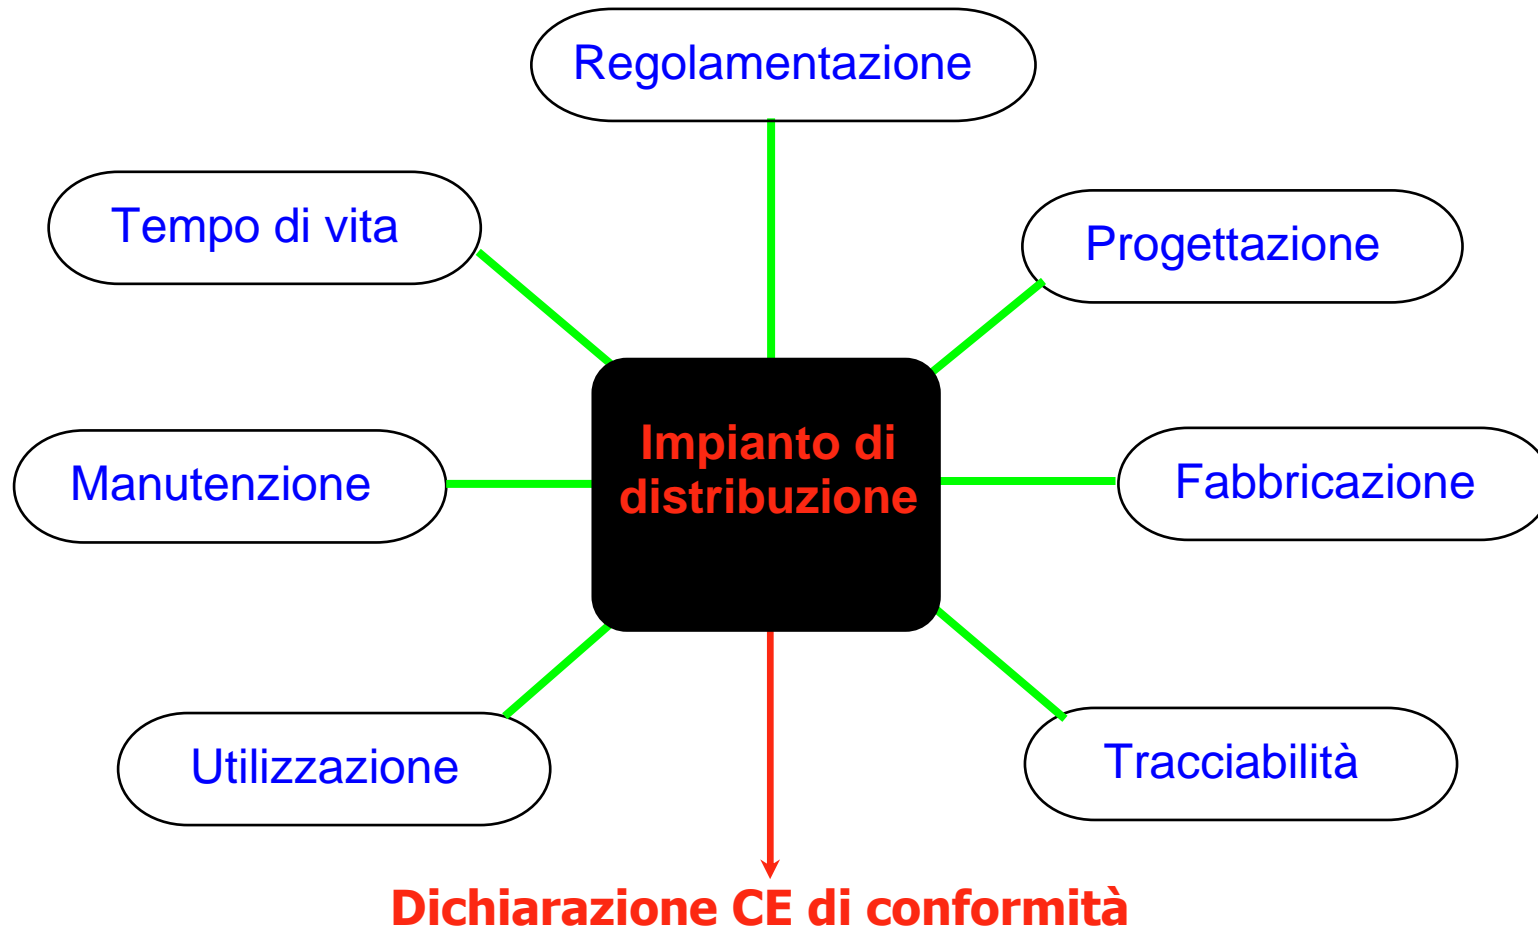 Regolamentazione
Tempo di vita
Progettazione
Impianto di
distribuzione
Manutenzione
Fabbricazione
Utilizzazione
Tracciabilità
Dichiarazione CE di conformità